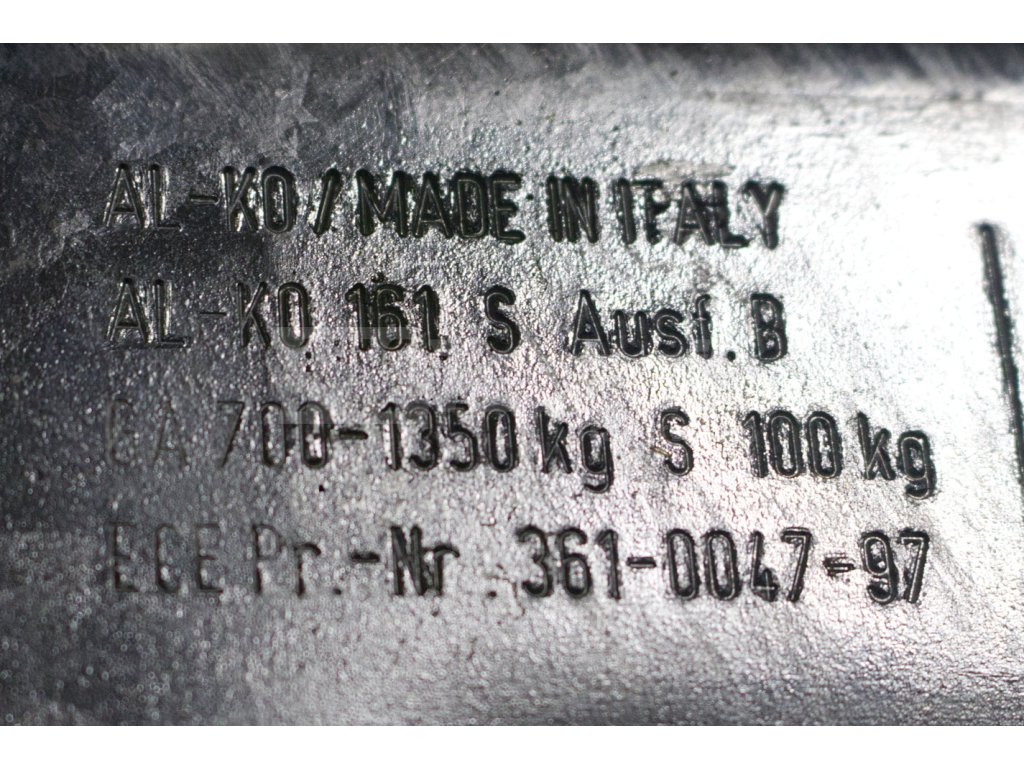 AL-KO / MADE IN ITALY
AL-KO 161 S Ausf. B
GA 700-1350 kg S 100 kg
ECE Pr.-Nr. 361-0047-97